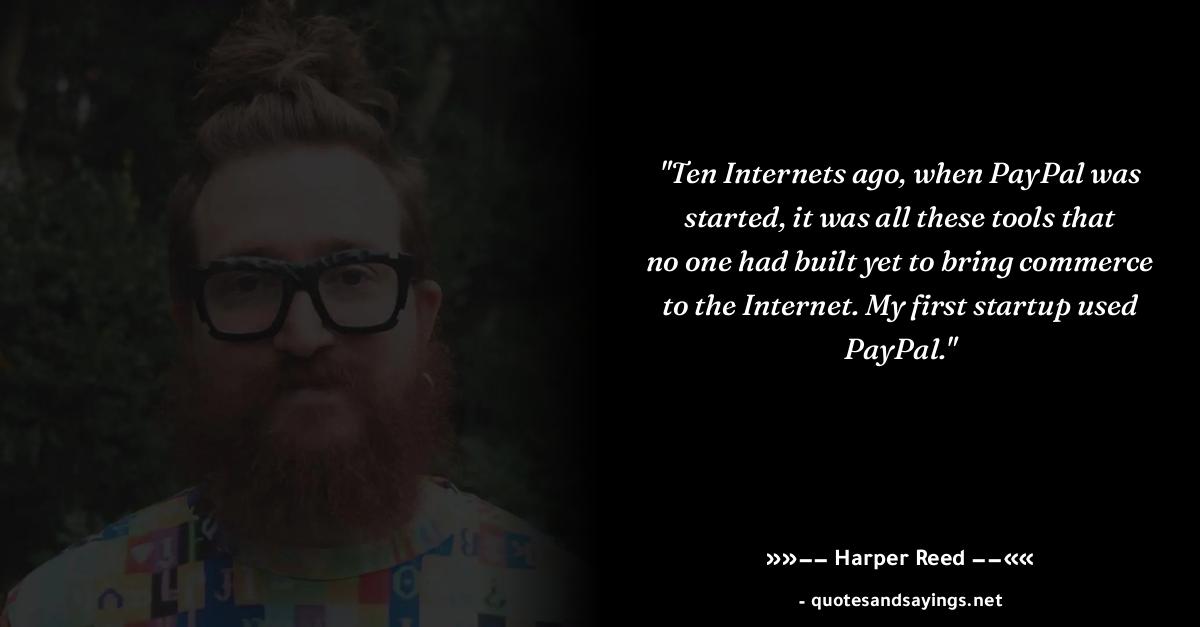 "Ten Internets ago, when PayPal was
started, it was all these tools that
no one had built yet to bring commerce
to the Internet. My first startup used
PayPal."
»»–– Harper Reed ––««
- quotesandsayings.net